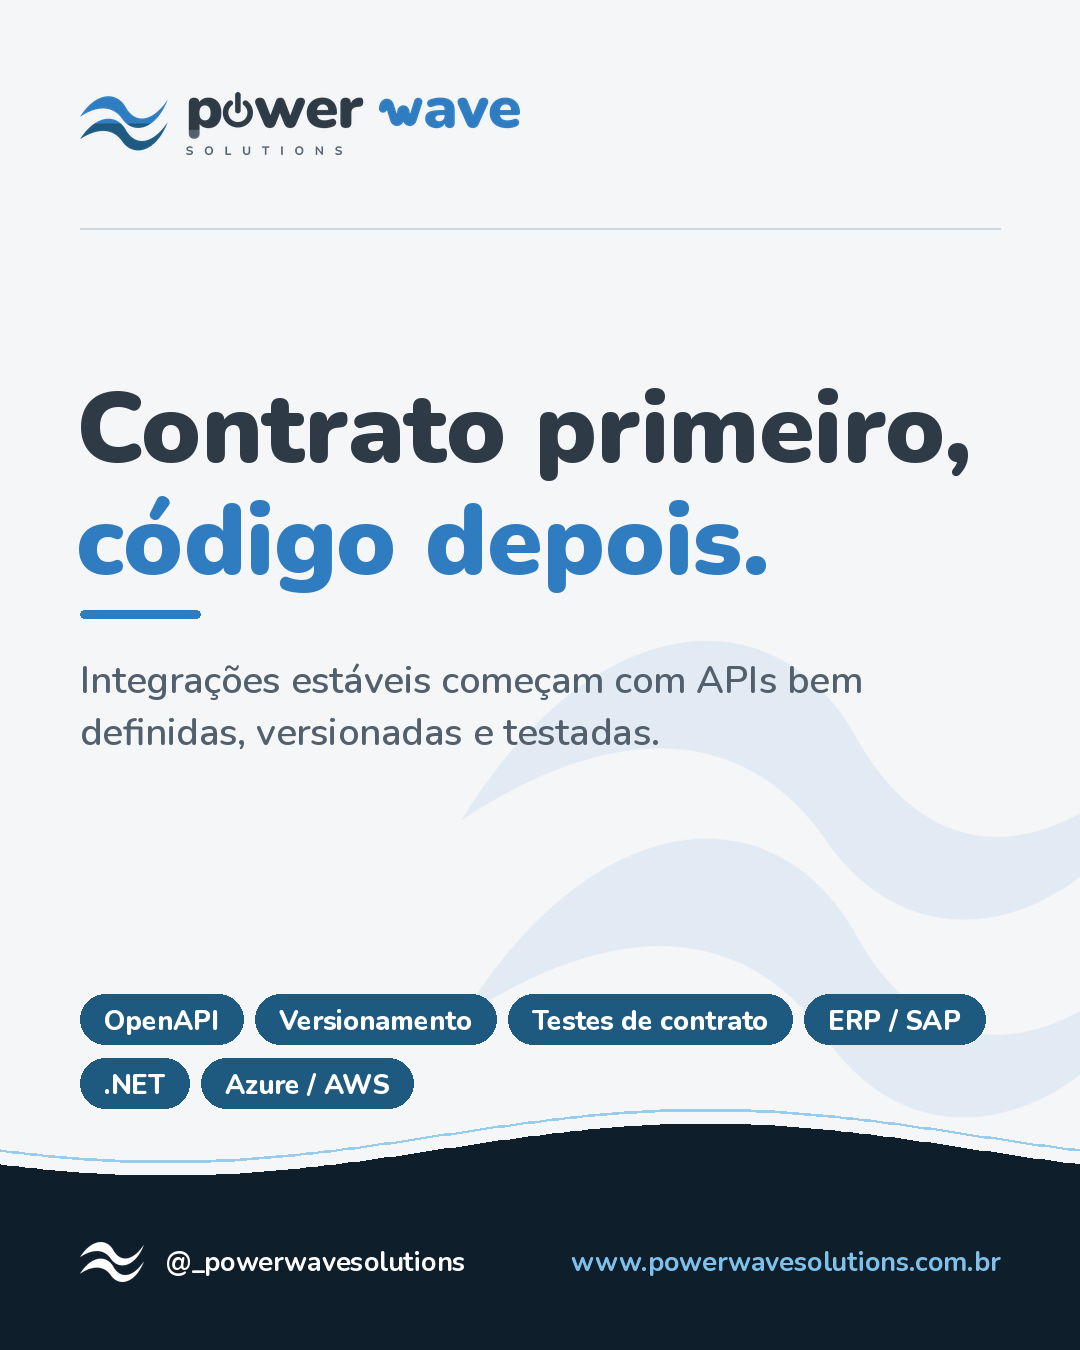 power wave
SOLUTIONS
Contrato primeiro,
código depois.
Integrações estáveis começam com APIs bem
definidas, versionadas e testadas.
OpenAPI Versionamento Testes de contrato ERP / SAP
.NET Azure / AWS
@_powerwavesolutions www.powerwavesolutions.com.br